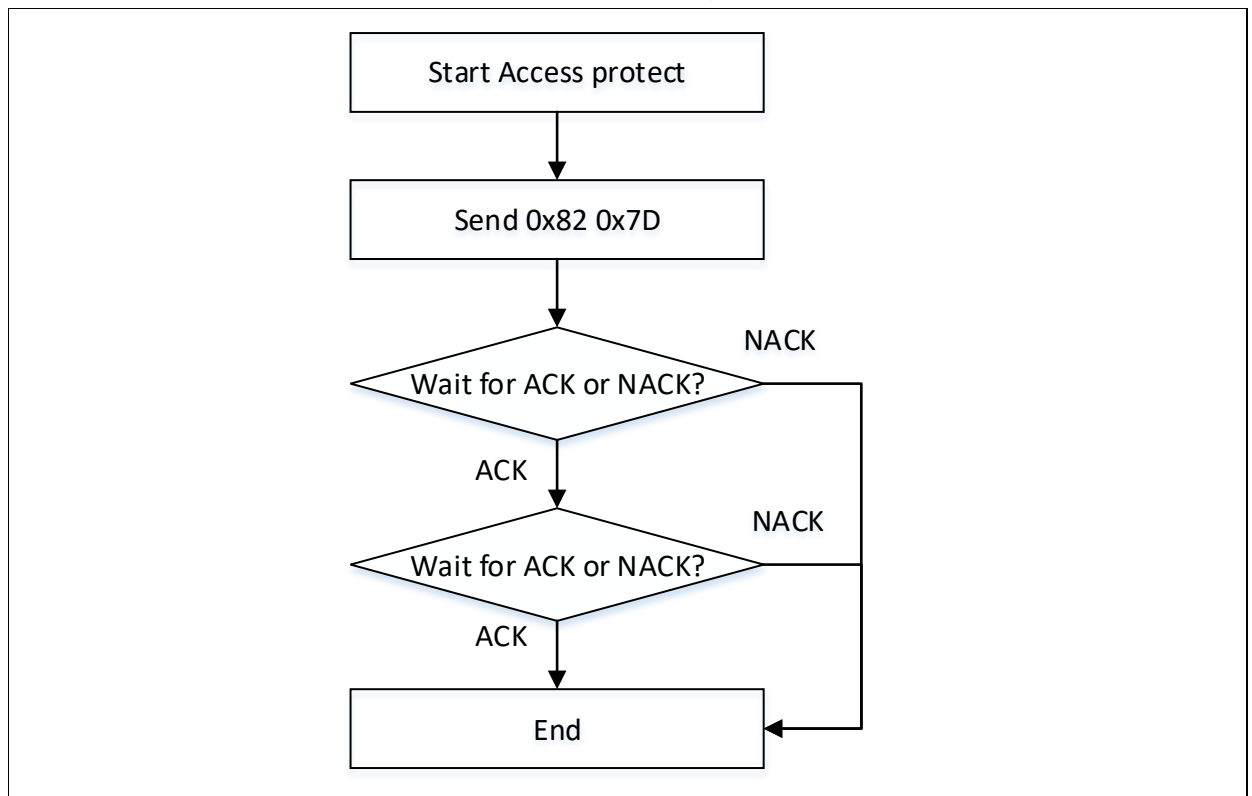 Start Access protect
Send 0x82 0x7D
NACK
Wait for ACK or NACK?
ACK
NACK
Wait for ACK or NACK?
ACK
End